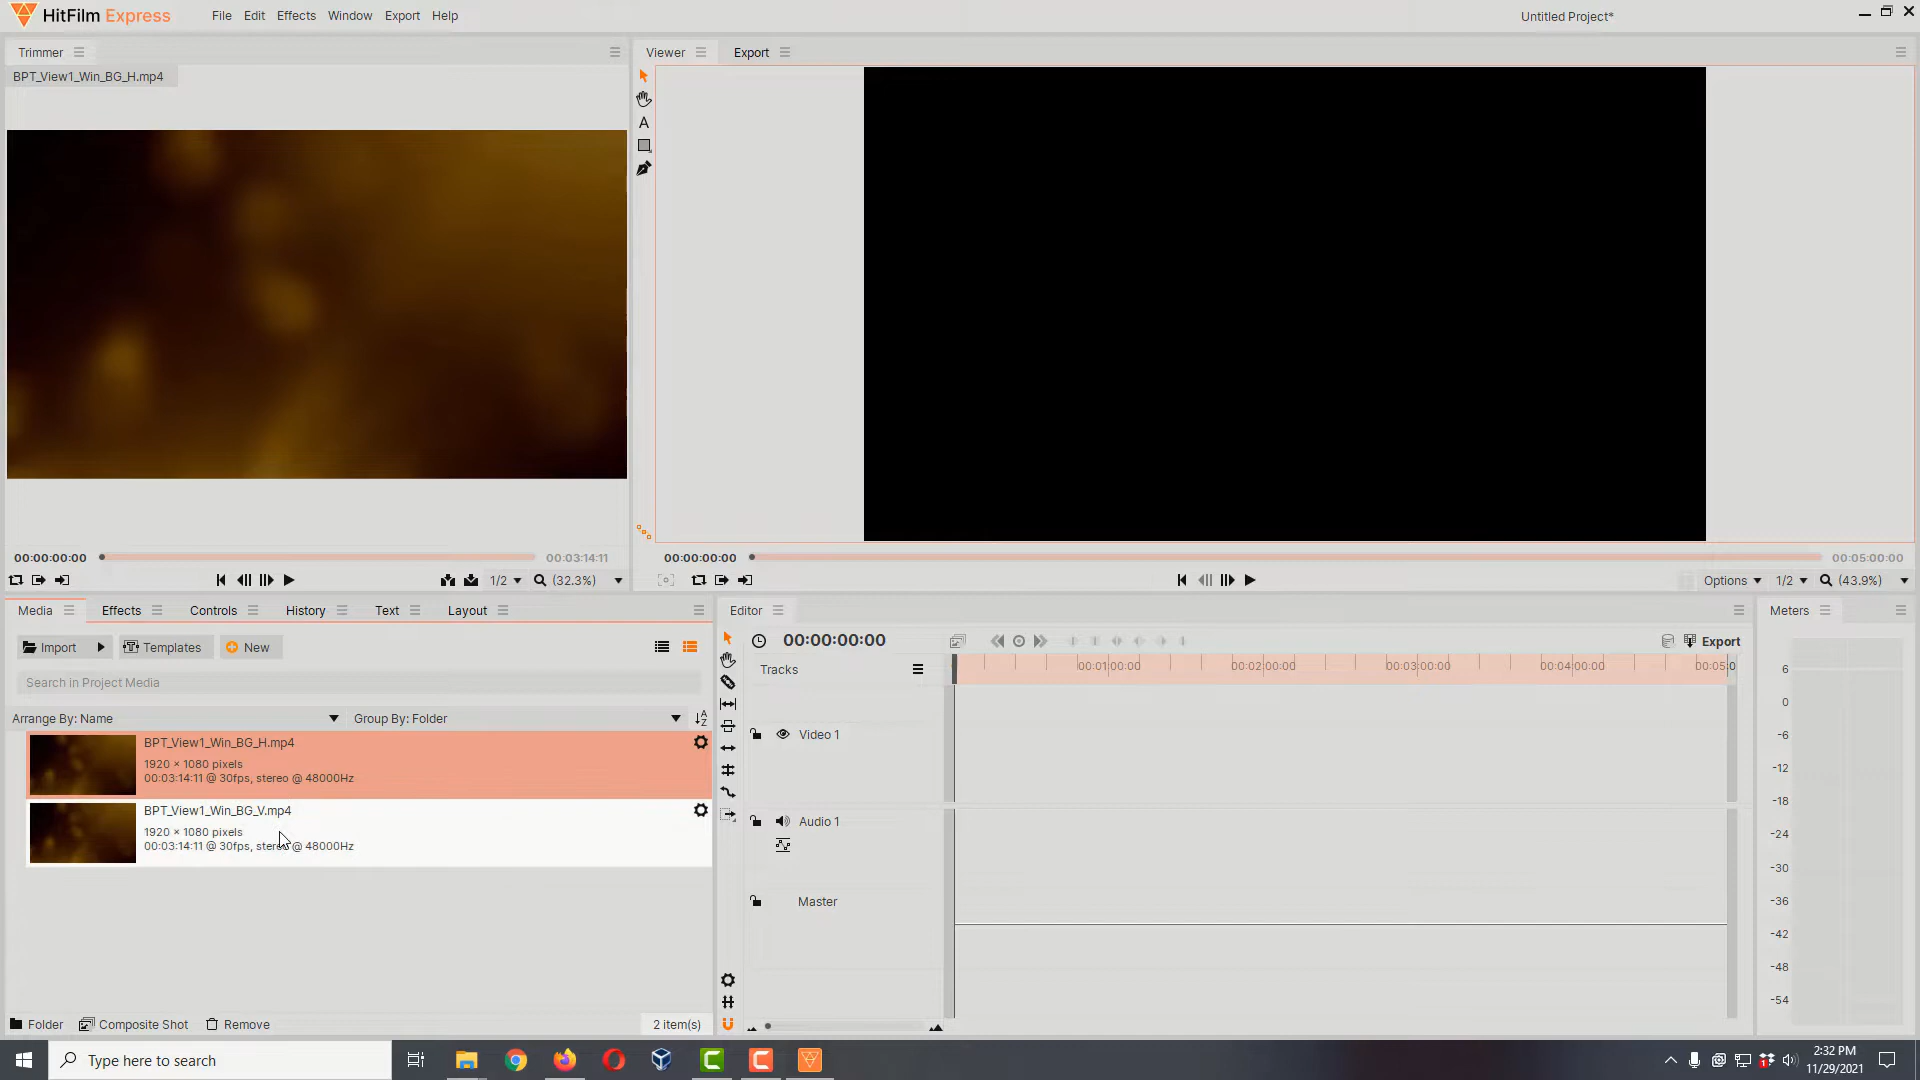 HitFilm Express
File Edit Effects Window Export Help
Untitled Project*
Trimmer
Viewer
Export
BPT_View1_Win_BG_H.mp4
A
00:00:00:00
00:03:14:11
1/2
(32.3%)
00:00:00:00
00:05:00:00
Options
1/2
(43.9%)
Media
Effects
Controls
History
Text
Layout
Import
Templates
New
Search in Project Media
Arrange By: Name
Group By: Folder
BPT_View1_Win_BG_H.mp4
1920 × 1080 pixels
00:03:14:11 @ 30fps, stereo @ 48000Hz
BPT_View1_Win_BG_V.mp4
1920 × 1080 pixels
00:03:14:11 @ 30fps, stereo @ 48000Hz
Folder
Composite Shot
Remove
2 item(s)
Editor
00:00:00:00
Export
Tracks
00:01:00:00
00:02:00:00
00:03:00:00
00:04:00:00
00:05:0
Video 1
Audio 1
Master
Meters
6
0
-6
-12
-18
-24
-30
-36
-42
-48
-54
Type here to search
2:32 PM
11/29/2021